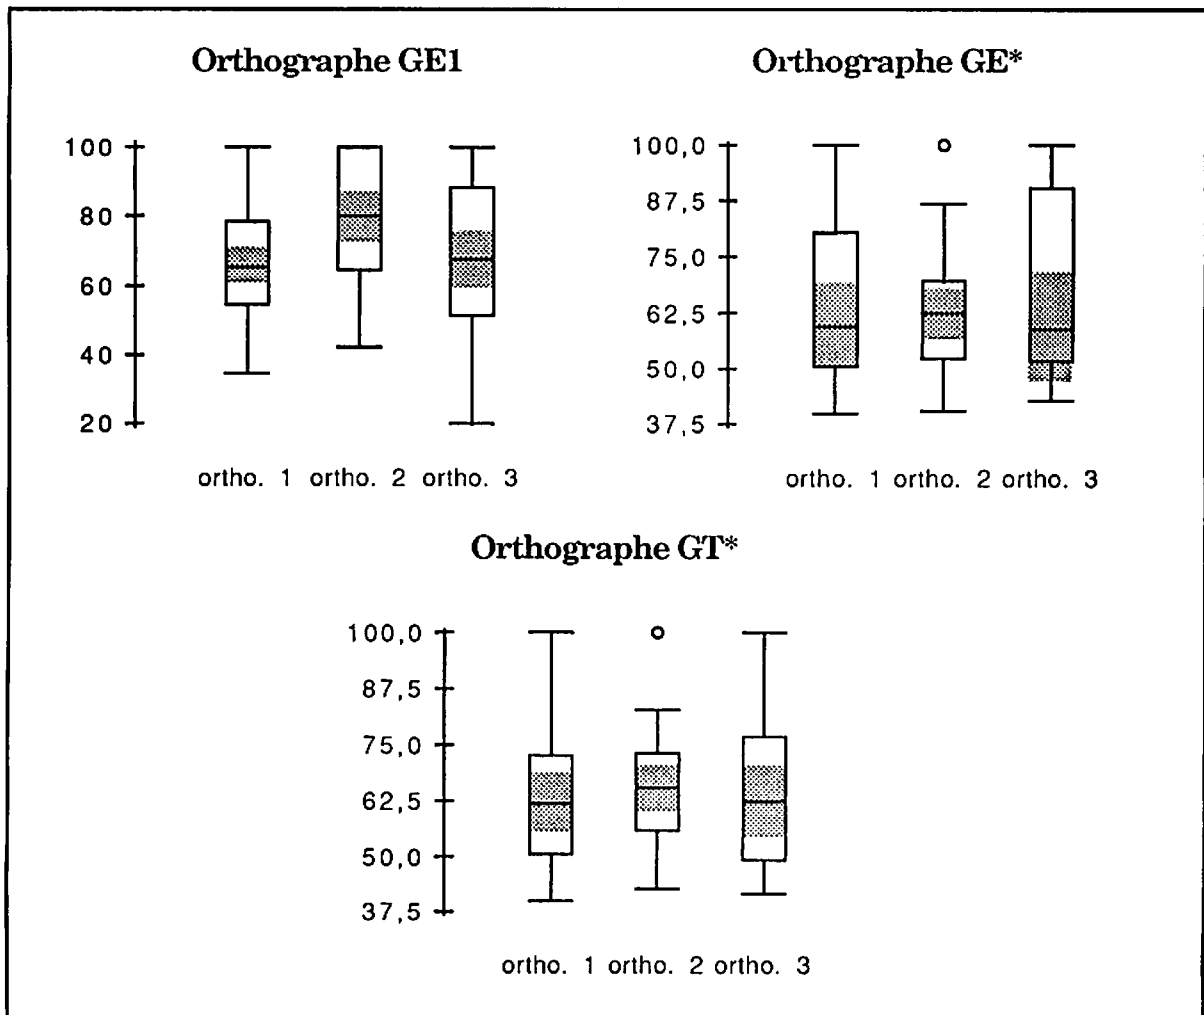 Orthographe GE1
100
80
60
40
20
ortho. 1 ortho. 2 ortho. 3
Orthographe GE*
100,0
87,5
75,0
62,5
50,0
37,5
ortho. 1 ortho. 2 ortho. 3
Orthographe GT*
100,0
87,5
75,0
62,5
50,0
37,5
ortho. 1 ortho. 2 ortho. 3